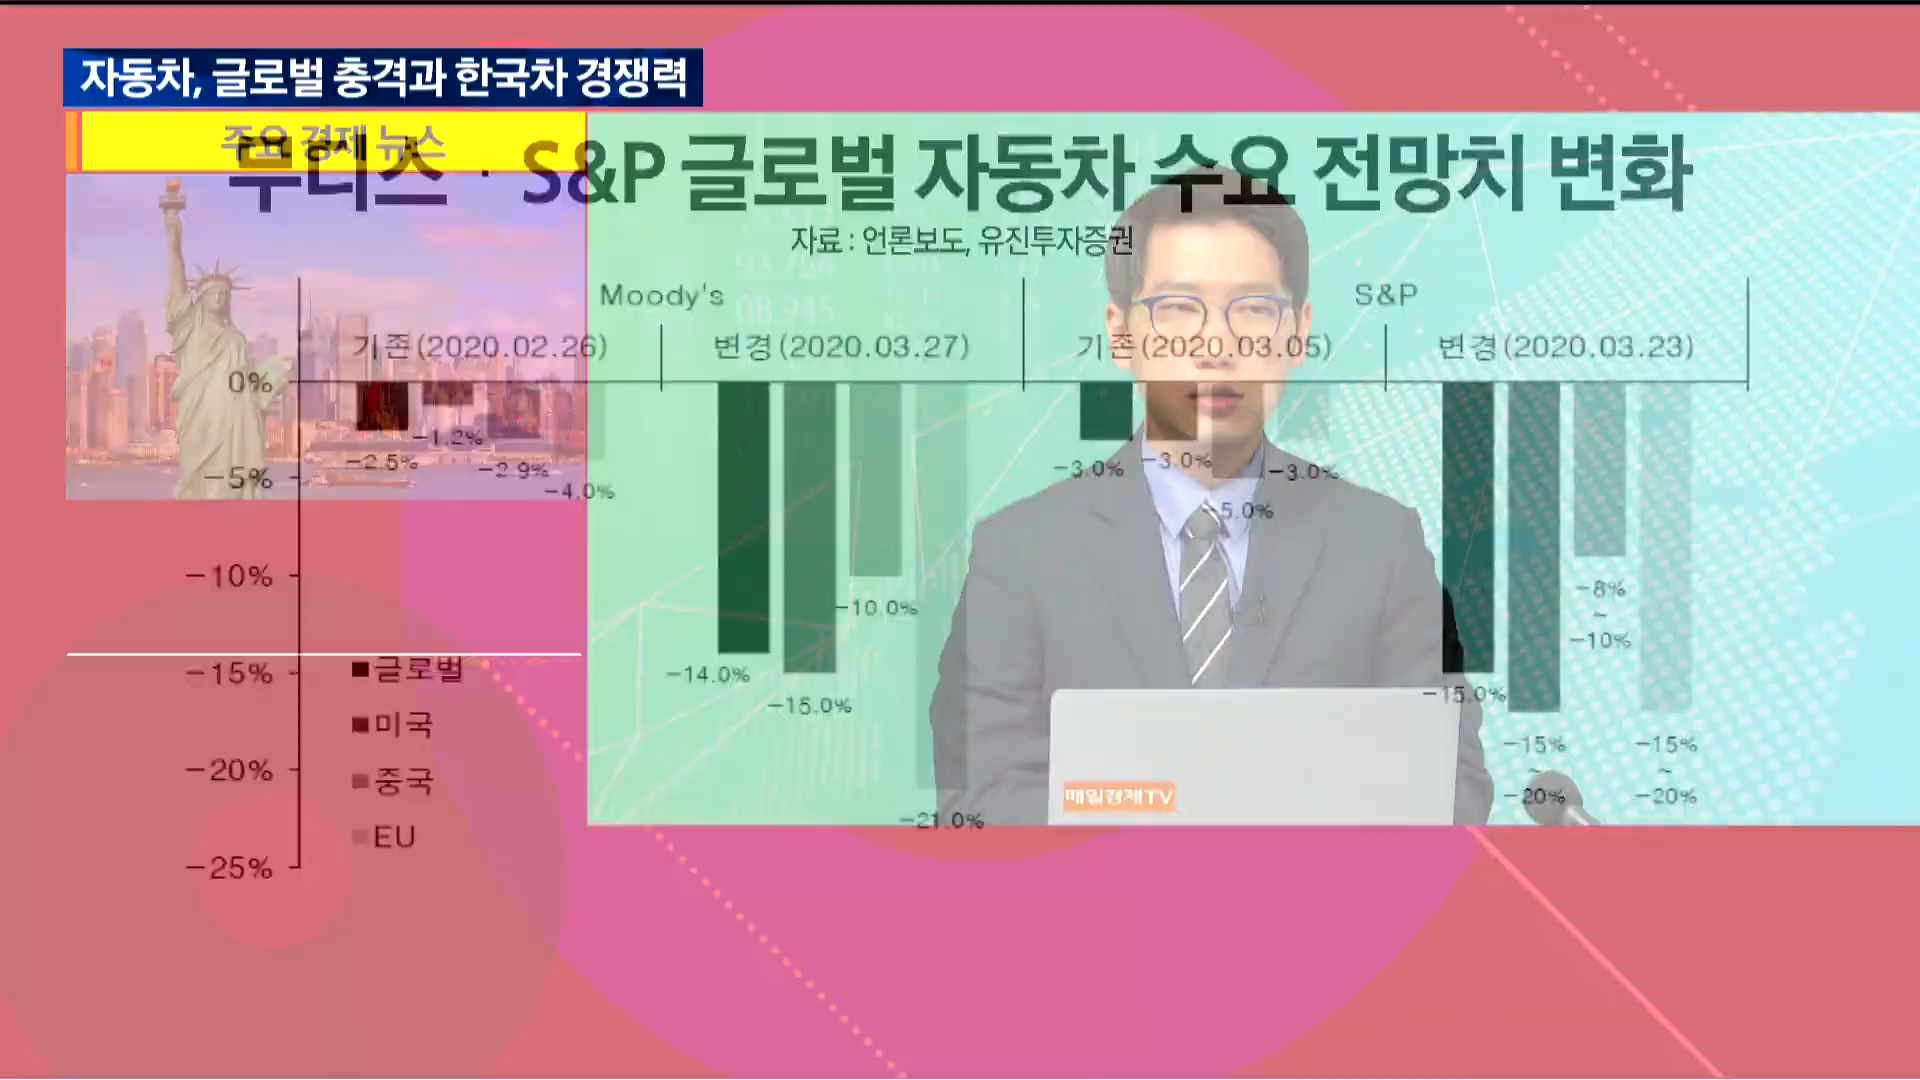 자동차, 글로벌 충격과 한국차 경쟁력
주요 경제 뉴스
무디스 · S&P 글로벌 자동차 수요 전망치 변화
자료 : 언론보도, 유진투자증권
Moody's
S&P
기존(2020.02.26)
변경(2020.03.27)
기존(2020.03.05)
변경(2020.03.23)
0%
-5%
-10%
-15%
-20%
-25%
-2.5%
-1.2%
-2.9%
-4.0%
-14.0%
-15.0%
-10.0%
-21.0%
-3.0%
-3.0%
-5.0%
-3.0%
-15.0%
-15%
~
-20%
-8%
~
-10%
-15%
~
-20%
글로벌
미국
중국
EU
매일경제TV